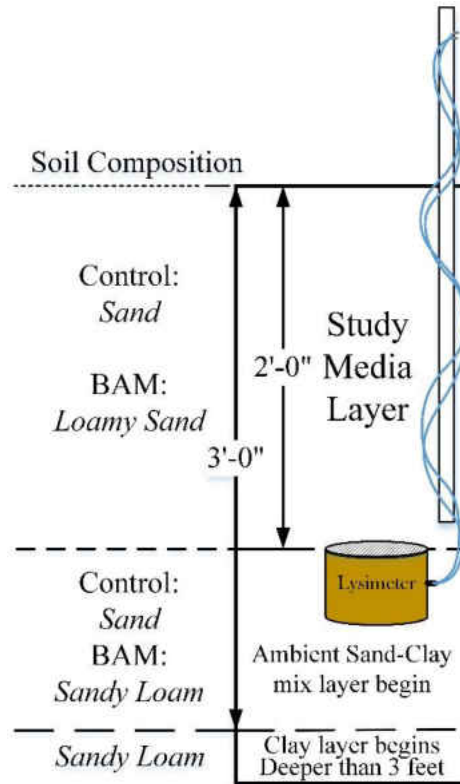 Soil Composition
Control:
Sand
BAM:
Loamy Sand
2'-0"
3'-0"
Study
Media
Layer
Control:
Sand
BAM:
Sandy Loam
Lysimeter
Ambient Sand-Clay
mix layer begin
Sandy Loam
Clay layer begins
Deeper than 3 feet